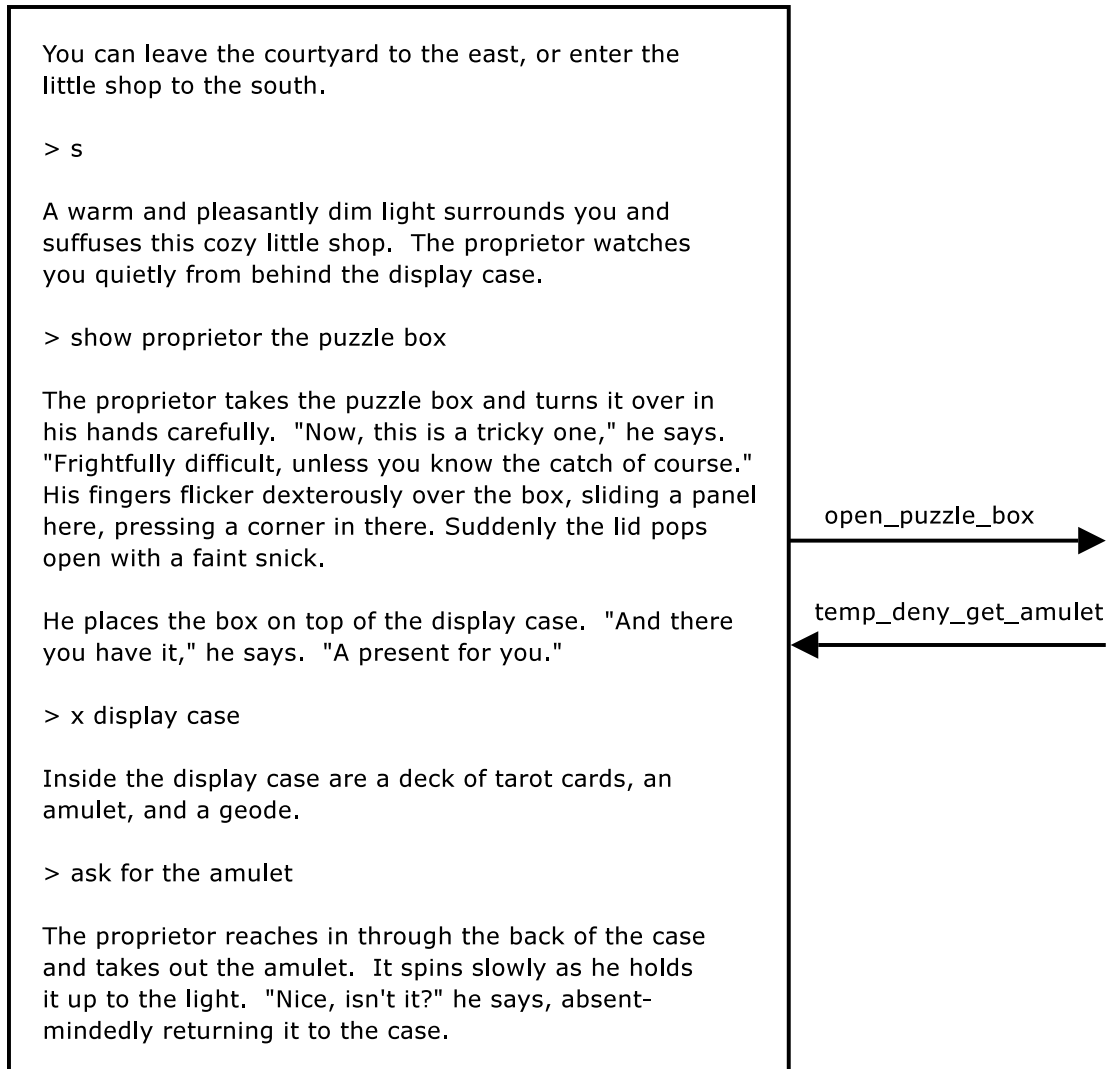 You can leave the courtyard to the east, or enter the
little shop to the south.
> s
A warm and pleasantly dim light surrounds you and
suffuses this cozy little shop.  The proprietor watches
you quietly from behind the display case.
> show proprietor the puzzle box
The proprietor takes the puzzle box and turns it over in
his hands carefully.  "Now, this is a tricky one," he says.
"Frightfully difficult, unless you know the catch of course."
His fingers flicker dexterously over the box, sliding a panel
here, pressing a corner in there. Suddenly the lid pops
open with a faint snick.
open_puzzle_box
He places the box on top of the display case.  "And there
you have it," he says.  "A present for you."
temp_deny_get_amulet
> x display case
Inside the display case are a deck of tarot cards, an
amulet, and a geode.
> ask for the amulet
The proprietor reaches in through the back of the case
and takes out the amulet.  It spins slowly as he holds
it up to the light.  "Nice, isn't it?" he says, absent-
mindedly returning it to the case.